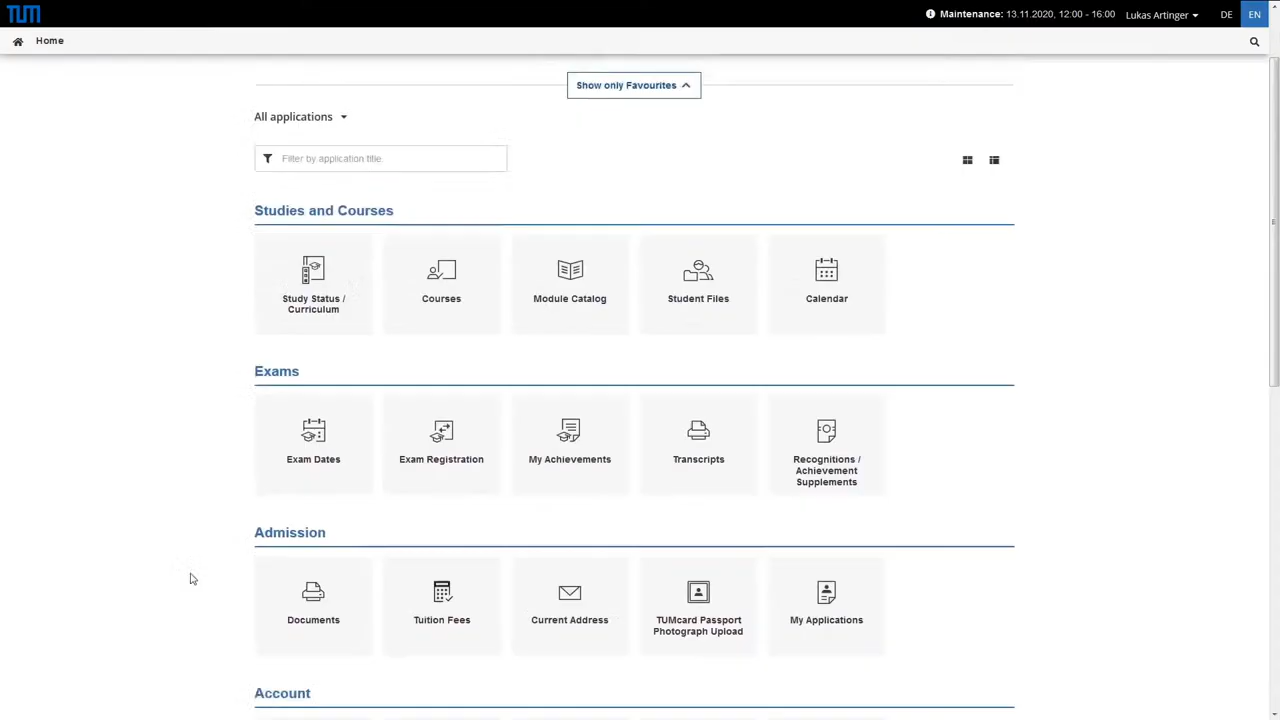 TUM
Maintenance: 13.11.2020, 12:00 - 16:00
Lukas Artinger
DE
EN
Home
Show only Favourites
All applications
Filter by application title
Studies and Courses
Study Status /
Curriculum
Courses
Module Catalog
Student Files
Calendar
Exams
Exam Dates
Exam Registration
My Achievements
Transcripts
Recognitions /
Achievement
Supplements
Admission
Documents
Tuition Fees
Current Address
TUMcard Passport
Photograph Upload
My Applications
Account